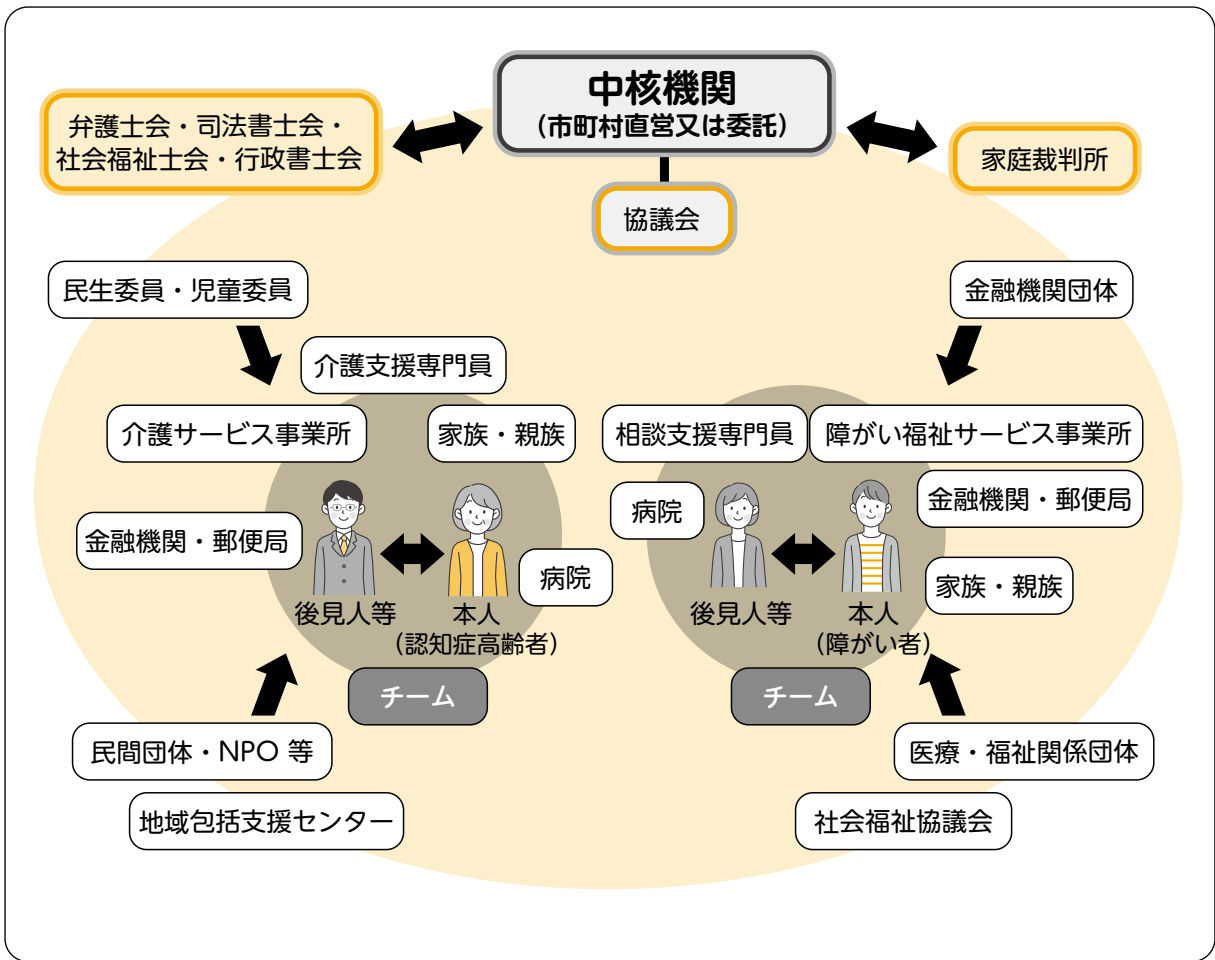 中核機関
（市町村直営又は委託）
弁護士会・司法書士会・
社会福祉士会・行政書士会
家庭裁判所
協議会
民生委員・児童委員
金融機関団体
介護支援専門員
介護サービス事業所
家族・親族
相談支援専門員
障がい福祉サービス事業所
金融機関・郵便局
病院
後見人等
本人
（認知症高齢者）
チーム
病院
金融機関・郵便局
家族・親族
後見人等
本人
（障がい者）
チーム
民間団体・NPO 等
地域包括支援センター
医療・福祉関係団体
社会福祉協議会